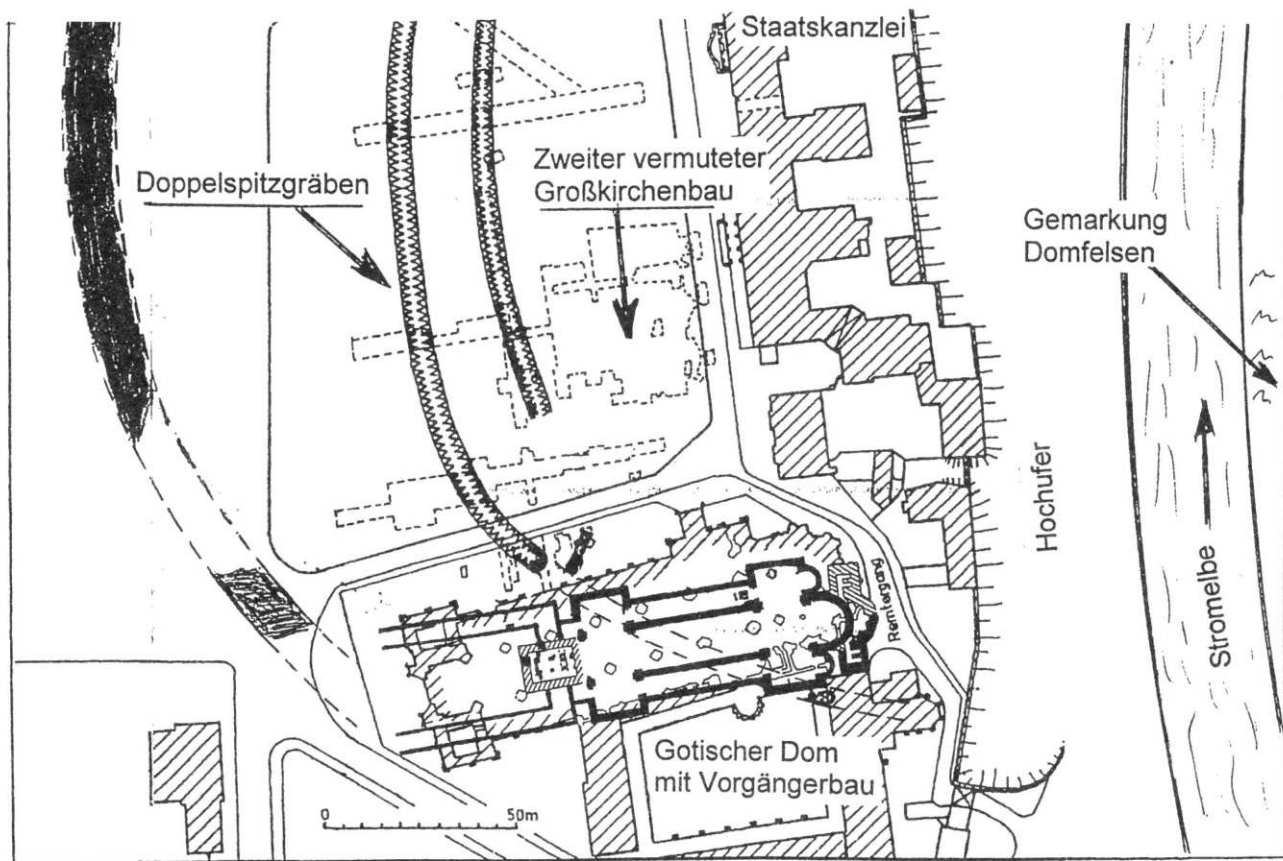 Staatskanzlei
Doppelspitzgräben
Zweiter vermuteter
Großkirchenbau
Gemarkung
Domfelsen
Hochufer
Stromelbe
Remtergang
Gotischer Dom
mit Vorgängerbau
0
50m